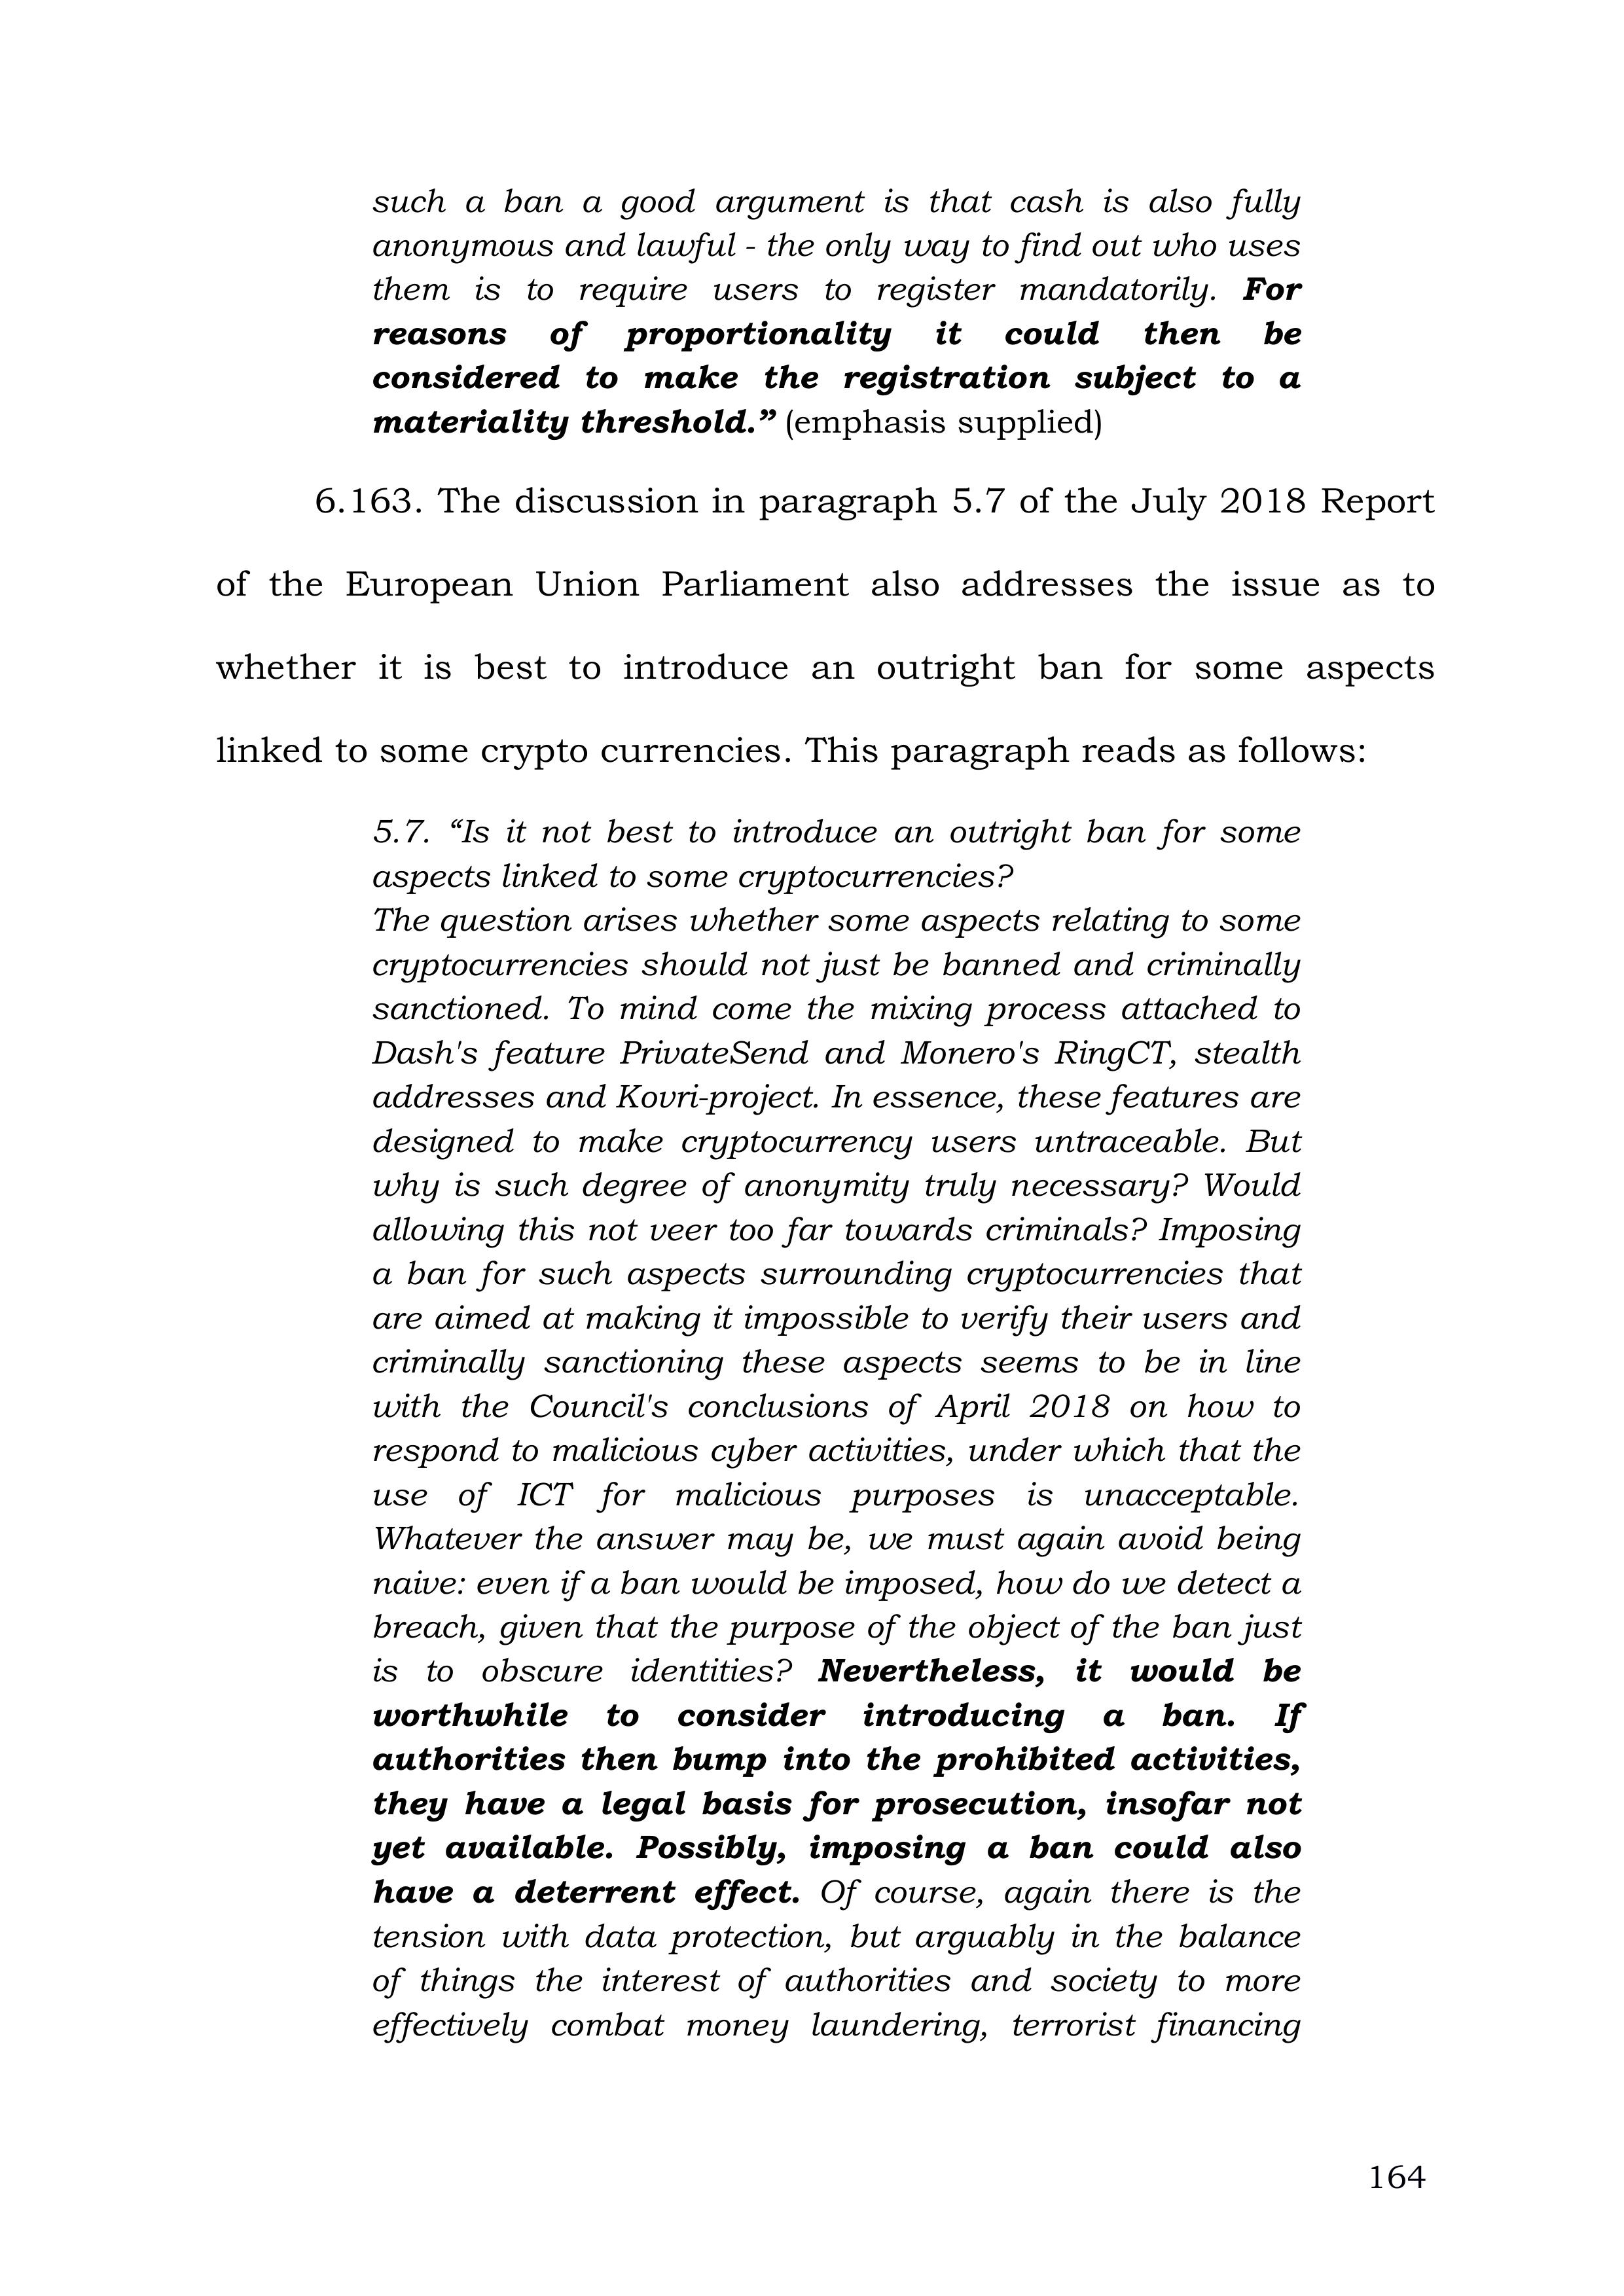 such a ban a good argument is that cash is also fully
anonymous and lawful - the only way to find out who uses
them is to require users to register mandatorily. For
reasons of proportionality it could then be
considered to make the registration subject to a
materiality threshold.” (emphasis supplied)
6.163. The discussion in paragraph 5.7 of the July 2018 Report
of the European Union Parliament also addresses the issue as to
whether it is best to introduce an outright ban for some aspects
linked to some crypto currencies. This paragraph reads as follows:
5.7. “Is it not best to introduce an outright ban for some
aspects linked to some cryptocurrencies?
The question arises whether some aspects relating to some
cryptocurrencies should not just be banned and criminally
sanctioned. To mind come the mixing process attached to
Dash's feature PrivateSend and Monero's RingCT, stealth
addresses and Kovri-project. In essence, these features are
designed to make cryptocurrency users untraceable. But
why is such degree of anonymity truly necessary? Would
allowing this not veer too far towards criminals? Imposing
a ban for such aspects surrounding cryptocurrencies that
are aimed at making it impossible to verify their users and
criminally sanctioning these aspects seems to be in line
with the Council's conclusions of April 2018 on how to
respond to malicious cyber activities, under which that the
use of ICT for malicious purposes is unacceptable.
Whatever the answer may be, we must again avoid being
naive: even if a ban would be imposed, how do we detect a
breach, given that the purpose of the object of the ban just
is to obscure identities? Nevertheless, it would be
worthwhile to consider introducing a ban. If
authorities then bump into the prohibited activities,
they have a legal basis for prosecution, insofar not
yet available. Possibly, imposing a ban could also
have a deterrent effect. Of course, again there is the
tension with data protection, but arguably in the balance
of things the interest of authorities and society to more
effectively combat money laundering, terrorist financing
164